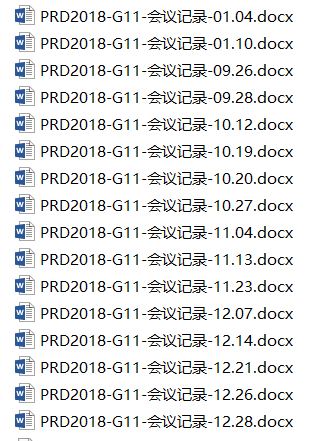 PRD2018-G11-会议记录-01.04.docx
PRD2018-G11-会议记录-01.10.docx
PRD2018-G11-会议记录-09.26.docx
PRD2018-G11-会议记录-09.28.docx
PRD2018-G11-会议记录-10.12.docx
PRD2018-G11-会议记录-10.19.docx
PRD2018-G11-会议记录-10.20.docx
PRD2018-G11-会议记录-10.27.docx
PRD2018-G11-会议记录-11.04.docx
PRD2018-G11-会议记录-11.13.docx
PRD2018-G11-会议记录-11.23.docx
PRD2018-G11-会议记录-12.07.docx
PRD2018-G11-会议记录-12.14.docx
PRD2018-G11-会议记录-12.21.docx
PRD2018-G11-会议记录-12.26.docx
PRD2018-G11-会议记录-12.28.docx